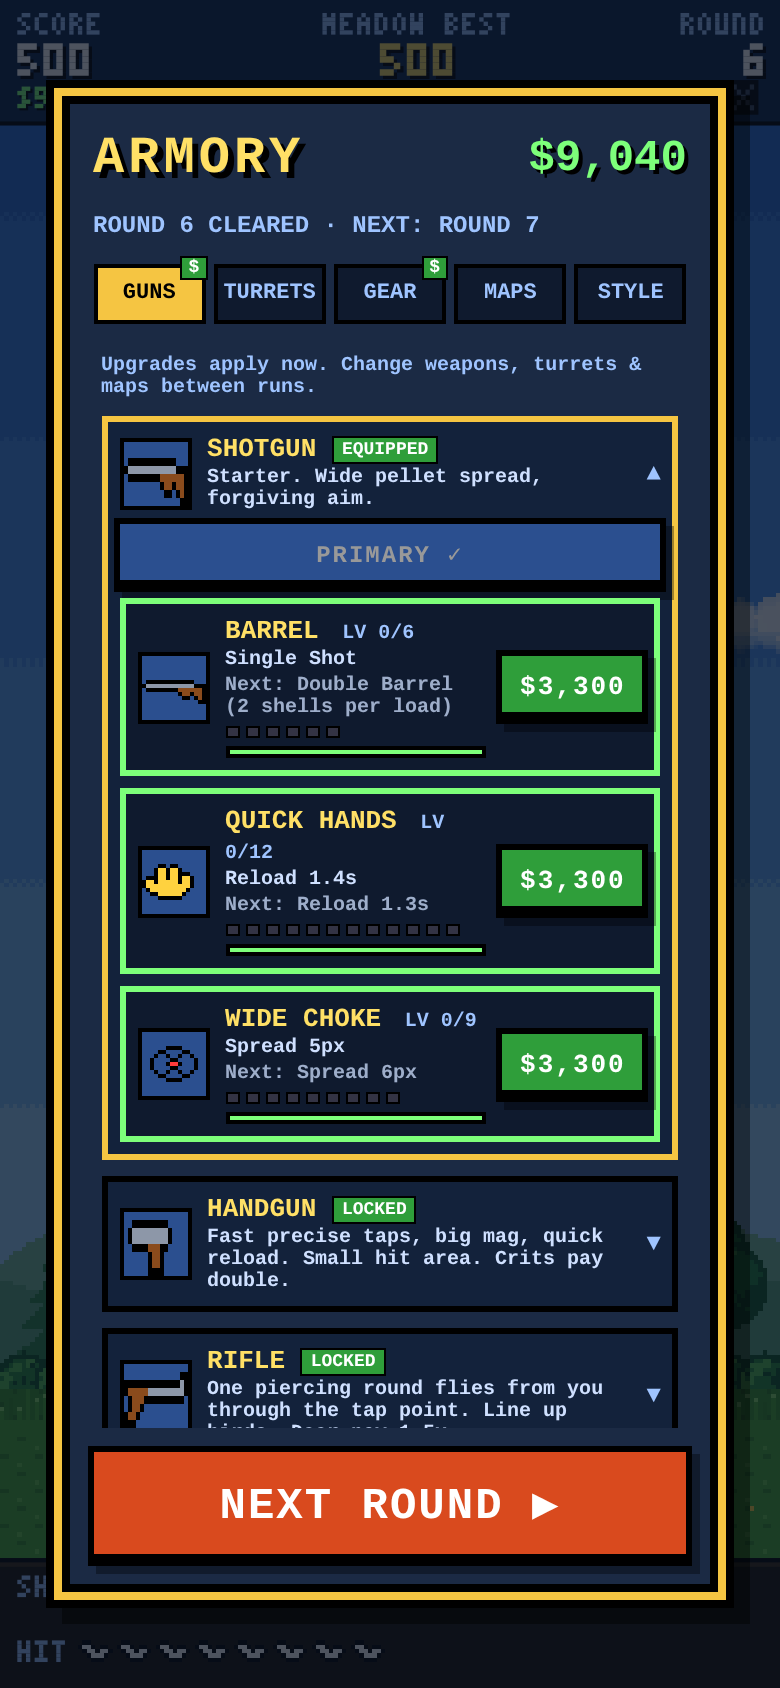 SCORE MEADOW BEST ROUND
500 500 6
ARMORY $9,040
ROUND 6 CLEARED · NEXT: ROUND 7
$ $
GUNS TURRETS GEAR MAPS STYLE
Upgrades apply now. Change weapons, turrets &
maps between runs.
SHOTGUN EQUIPPED
Starter. Wide pellet spread,
forgiving aim.
▲
PRIMARY ✓
BARREL LV 0/6
Single Shot
Next: Double Barrel
(2 shells per load)
$3,300
QUICK HANDS LV
0/12
Reload 1.4s
Next: Reload 1.3s
$3,300
WIDE CHOKE LV 0/9
Spread 5px
Next: Spread 6px
$3,300
HANDGUN LOCKED
Fast precise taps, big mag, quick
reload. Small hit area. Crits pay
double.
▼
RIFLE LOCKED
One piercing round flies from you
through the tap point. Line up
▼
NEXT ROUND ▶
HIT